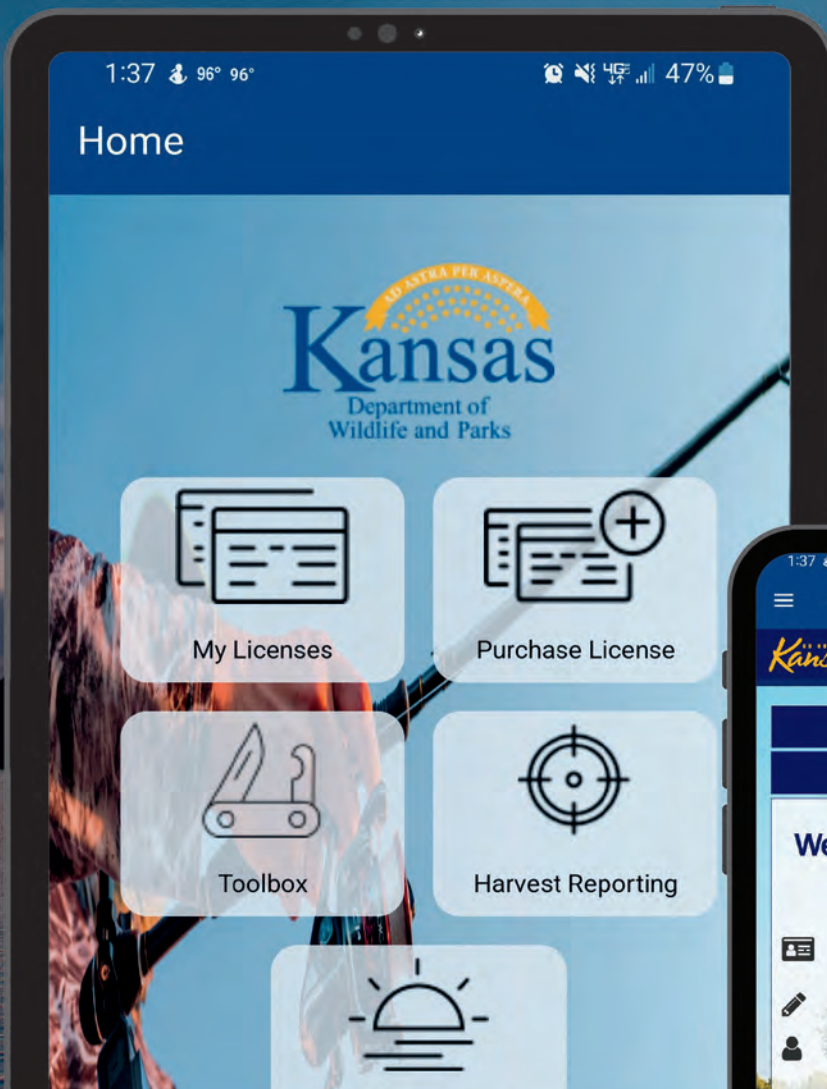 1:37 96° 96° 4GE 47%
Home
AD ASTRA PER ASPERA
Kansas
Department of
Wildlife and Parks
My Licenses
Purchase License
Toolbox
Harvest Reporting
1:37